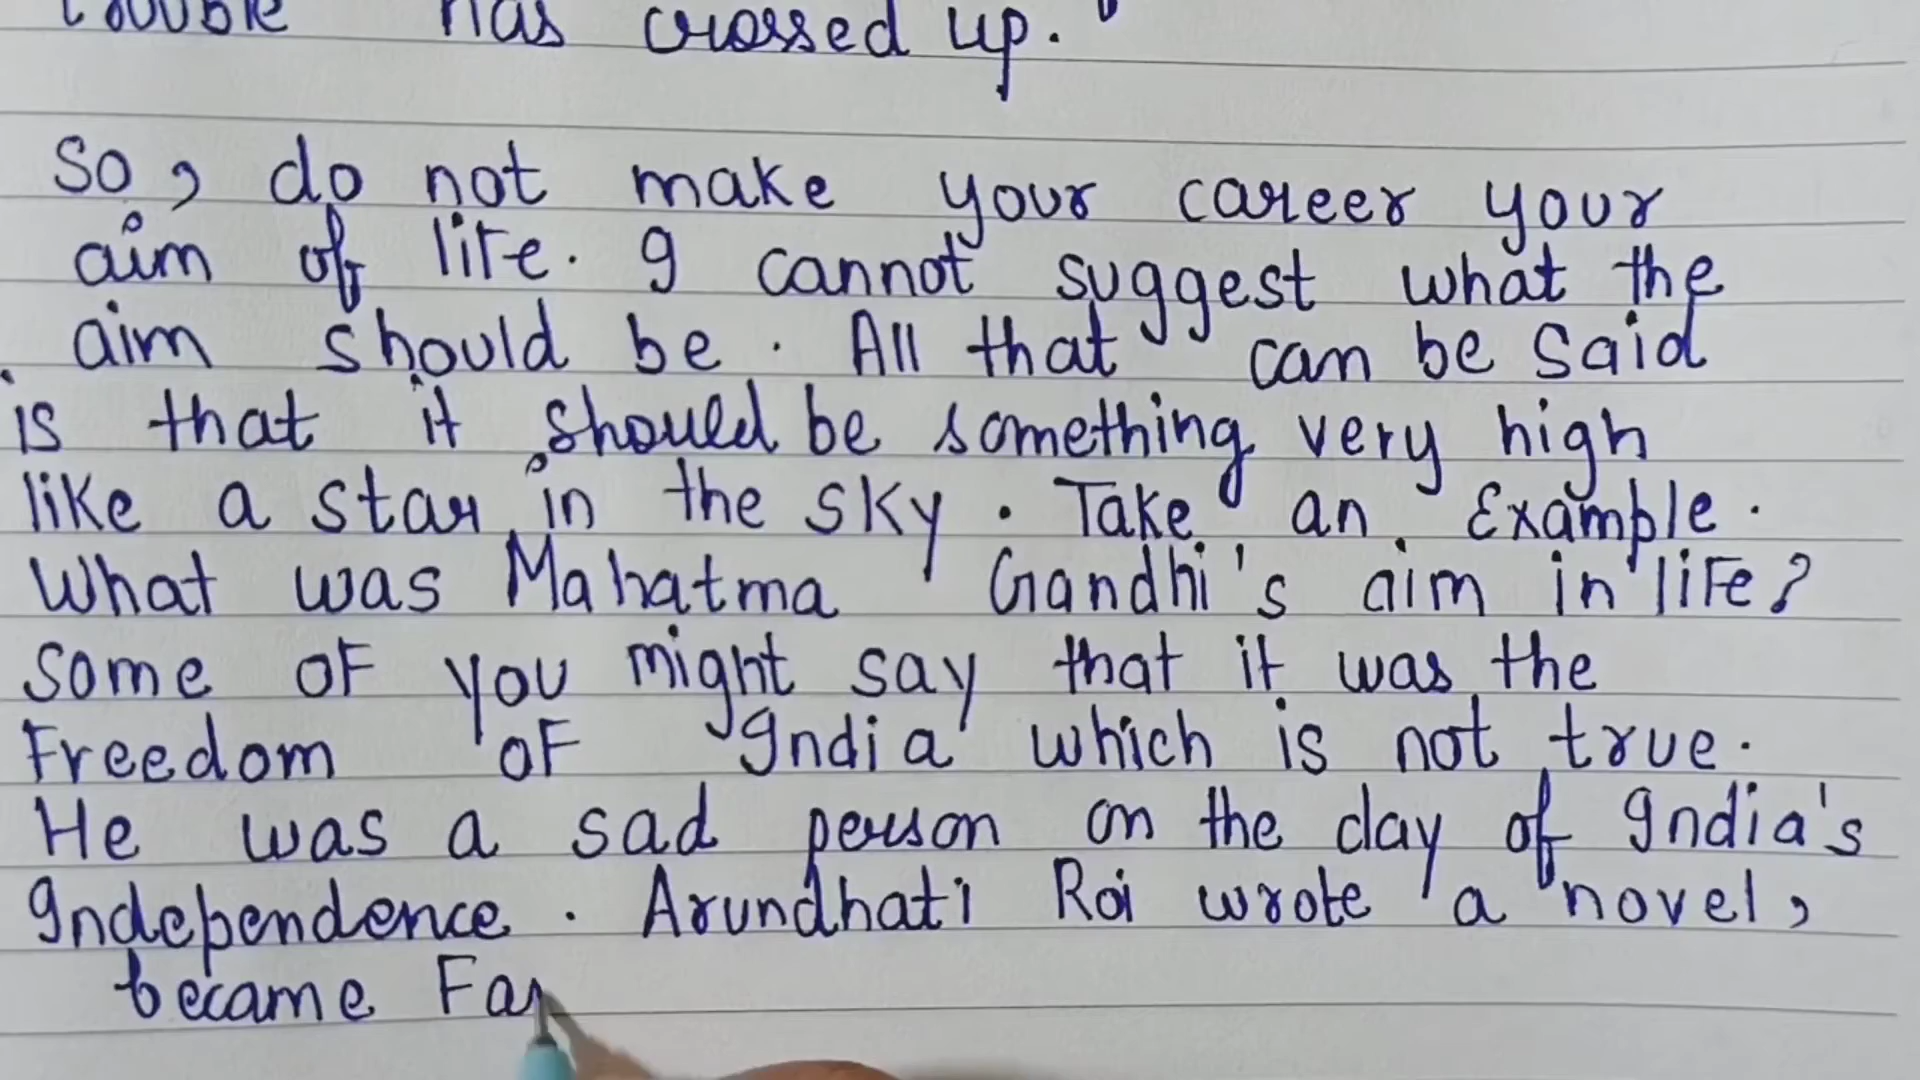 has crossed up."
So, do not make your career your
aim of life. I cannot suggest what the
aim should be. All that can be said
is that it should be something very high
like a star in the sky. Take an Example.
What was Mahatma Gandhi's aim in life?
Some of you might say that it was the
Freedom of India which is not true.
He was a sad person on the day of India's
Independence. Arundhati Roi wrote a novel,
became Fa